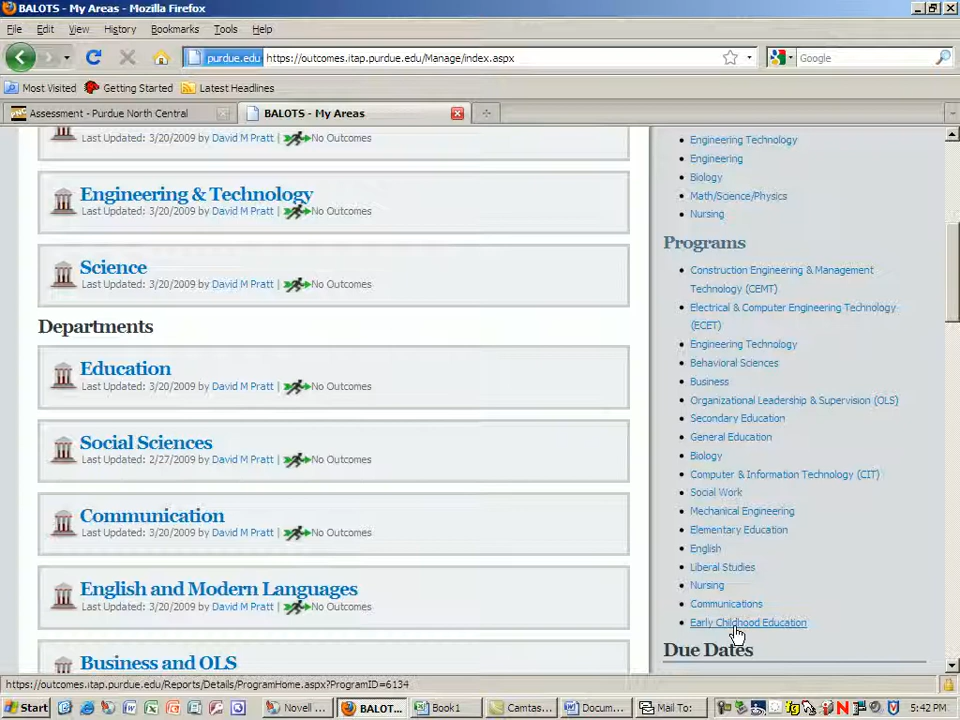 BALOTS - My Areas - Mozilla Firefox
File Edit View History Bookmarks Tools Help
purdue.edu https://outcomes.itap.purdue.edu/Manage/index.aspx
Google
Most Visited Getting Started Latest Headlines
Assessment - Purdue North Central
BALOTS - My Areas
Last Updated: 3/20/2009 by David M Pratt | No Outcomes
Engineering & Technology
Last Updated: 3/20/2009 by David M Pratt | No Outcomes
Science
Last Updated: 3/20/2009 by David M Pratt | No Outcomes
Departments
Education
Last Updated: 3/20/2009 by David M Pratt | No Outcomes
Social Sciences
Last Updated: 2/27/2009 by David M Pratt | No Outcomes
Communication
Last Updated: 3/20/2009 by David M Pratt | No Outcomes
English and Modern Languages
Last Updated: 3/20/2009 by David M Pratt | No Outcomes
Business and OLS
Engineering Technology
Engineering
Biology
Math/Science/Physics
Nursing
Programs
Construction Engineering & Management
Technology (CEMT)
Electrical & Computer Engineering Technology
(ECET)
Engineering Technology
Behavioral Sciences
Business
Organizational Leadership & Supervision (OLS)
Secondary Education
General Education
Biology
Computer & Information Technology (CIT)
Social Work
Mechanical Engineering
Elementary Education
English
Liberal Studies
Nursing
Communications
Early Childhood Education
Due Dates
https://outcomes.itap.purdue.edu/Reports/Details/ProgramHome.aspx?ProgramID=6134
Start
Novell ...
BALOT...
Book1
Camtas...
Docum...
Mail To:
5:42 PM